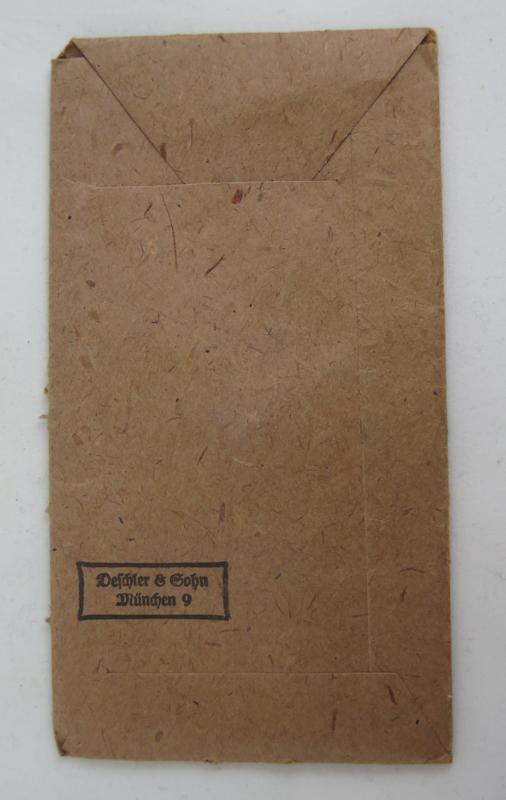 Deschler & Sohn
München 9